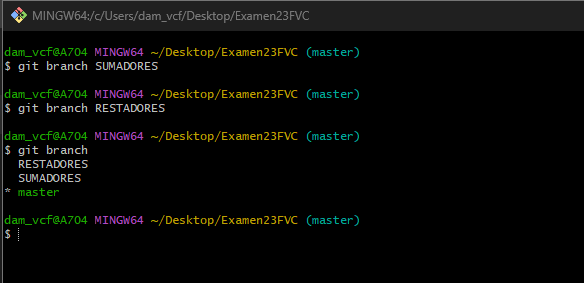 MINGW64:/c/Users/dam_vcf/Desktop/Examen23FVC
dam_vcf@A704 MINGW64 ~/Desktop/Examen23FVC (master)
$ git branch SUMADORES
dam_vcf@A704 MINGW64 ~/Desktop/Examen23FVC (master)
$ git branch RESTADORES
dam_vcf@A704 MINGW64 ~/Desktop/Examen23FVC (master)
$ git branch
  RESTADORES
  SUMADORES
* master
dam_vcf@A704 MINGW64 ~/Desktop/Examen23FVC (master)
$